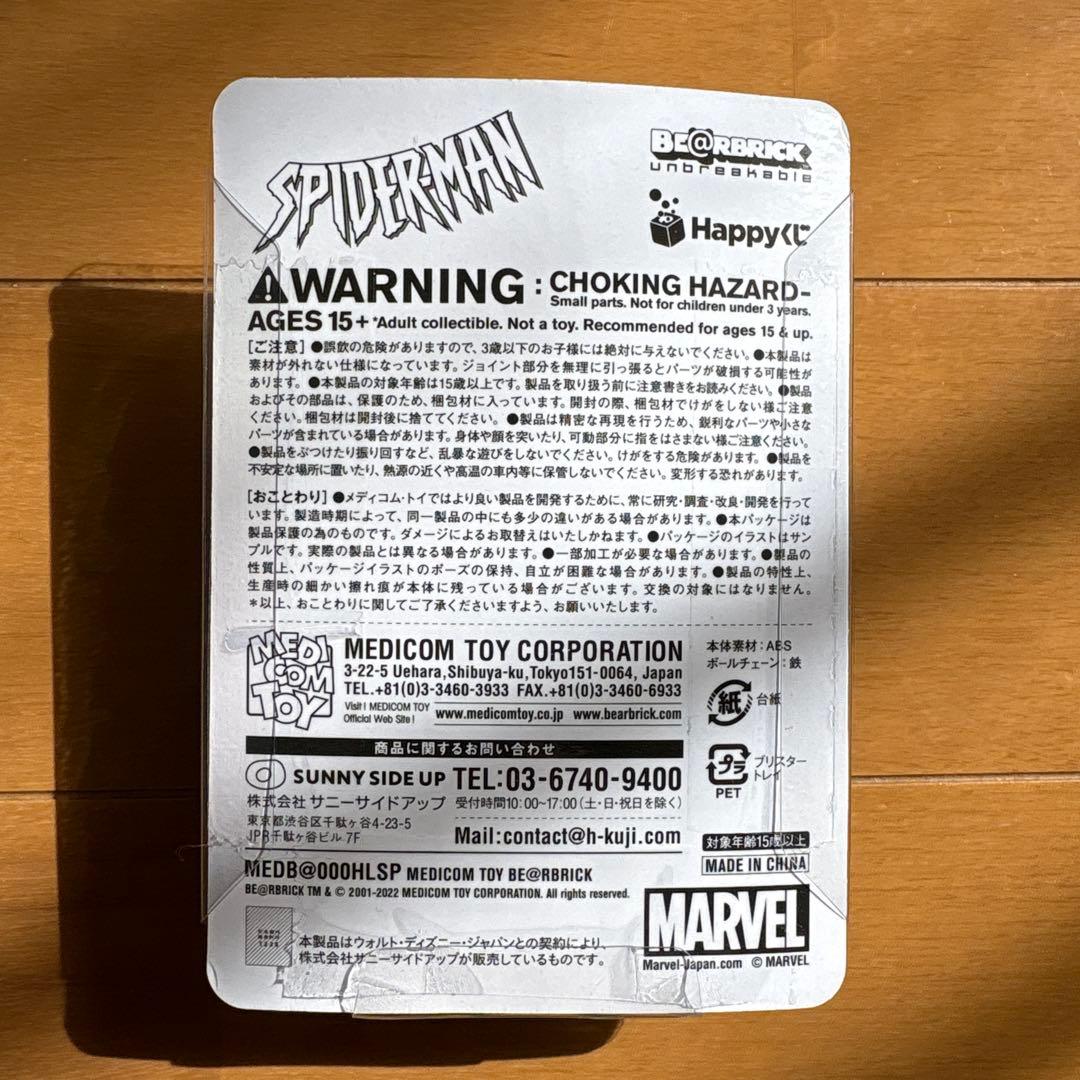 SPIDER-MAN
BE@RBRICK
unbreakable
Happyくじ
WARNING : CHOKING HAZARD-
Small parts. Not for children under 3 years.
AGES 15+ *Adult collectible. Not a toy. Recommended for ages 15 & up.
[ご注意] ●誤飲の危険がありますので、3歳以下のお子様には絶対に与えないでください。●本製品は
素材が外れない仕様になっています。ジョイント部分を無理に引っ張るとパーツが破損する可能性が
あります。●本製品の対象年齢は15歳以上です。製品を取り扱う前に注意書きをお読みください。●製品
およびその部品は、保護のため、梱包材に入っています。開封の際、梱包材でけがをしない様ご注意
ください。梱包材は開封後に捨ててください。●製品は精密な再現を行うため、鋭利なパーツや小さな
パーツが含まれている場合があります。身体や顔を突いたり、可動部分に指をはさまない様ご注意ください。
●製品をぶつけたり振り回すなど、乱暴な遊びをしないでください。けがをする危険があります。●製品を
不安定な場所に置いたり、熱源の近くや高温の車内等に保管しないでください。変形する恐れがあります。
[おことわり] ●メディコム・トイではより良い製品を開発するために、常に研究・調査・改良・開発を行って
います。製造時期によって、同一製品の中にも多少の違いがある場合があります。●本パッケージは
製品保護の為のものです。ダメージによるお取替えはいたしかねます。●パッケージのイラストはサン
プルです。実際の製品とは異なる場合があります。●一部加工が必要な場合があります。●製品の
性質上、パッケージイラストのポーズの保持、自立が困難な場合があります。●製品の特性上、
生産時の細かい擦れ痕が本体に残っている場合がございます。交換の対象にはなりません。
*以上、おことわりに関してご了承くださいますよう、お願いいたします。
MEDI
COM
TOY
MEDICOM TOY CORPORATION
3-22-5 Uehara,Shibuya-ku,Tokyo151-0064, Japan
TEL.+81(0)3-3460-3933 FAX.+81(0)3-3460-6933
Visit ! MEDICOM TOY
Official Web Site !
www.medicomtoy.co.jp www.bearbrick.com
本体素材:ABS
ボールチェーン:鉄
紙 台紙
プラ ブリスター
トレイ
PET
商品に関するお問い合わせ
SUNNY SIDE UP TEL:03-6740-9400
株式会社 サニーサイドアップ 受付時間10:00~17:00(土・日・祝日を除く)
東京都渋谷区千駄ヶ谷4-23-5
JPR千駄ヶ谷ビル 7F
Mail:contact@h-kuji.com
対象年齢15歳以上
MADE IN CHINA
MEDB@000HLSP MEDICOM TOY BE@RBRICK
BE@RBRICK TM & © 2001-2022 MEDICOM TOY CORPORATION. All rights reserved.
本製品はウォルト・ディズニー・ジャパンとの契約により、
株式会社サニーサイドアップが販売しているものです。
MARVEL
Marvel-Japan.com © MARVEL